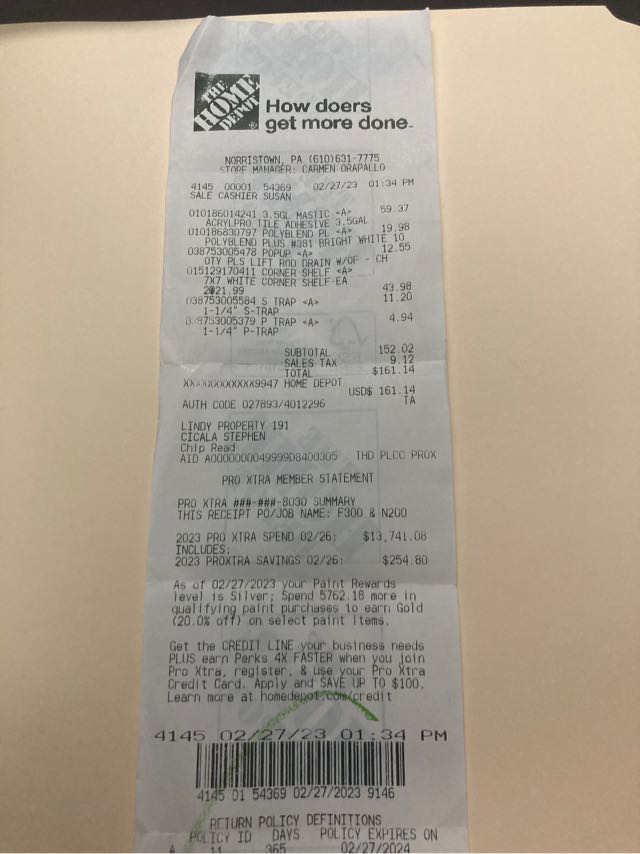 THE HOME DEPOT
How doers
get more done.
NORRISTOWN, PA (610)631-7775
STORE MANAGER: CARMEN ORAPALLO
4145 00001 54369 02/27/23 01:34 PM
SALE CASHIER SUSAN
010186014241 3.5GL MASTIC <A> 59.37
ACRYLPRO TILE ADHESIVE 3.5GAL
010186830797 POLYBLEND PL <A> 19.98
POLYBLEND PLUS #381 BRIGHT WHITE 10
038753005478 POPUP <A> 12.55
QTY PLS LIFT ROD DRAIN W/OF - CH
015129170411 CORNER SHELF <A>
7X7 WHITE CORNER SHELF-EA
2@21.99 43.98
038753005584 S TRAP <A> 11.20
1-1/4" S-TRAP
038753005379 P TRAP <A> 4.94
1-1/4" P-TRAP
SUBTOTAL 152.02
SALES TAX 9.12
TOTAL $161.14
XXXXXXXXXXXX9947 HOME DEPOT
USD$ 161.14
AUTH CODE 027893/4012296 TA
LINDY PROPERTY 191
CICALA STEPHEN
Chip Read
AID A0000000049999D8400305 THD PLCC PROX
PRO XTRA MEMBER STATEMENT
PRO XTRA ###-###-8030 SUMMARY
THIS RECEIPT PO/JOB NAME: F300 & N200
2023 PRO XTRA SPEND 02/26: $13,741.08
INCLUDES:
2023 PROXTRA SAVINGS 02/26: $254.80
As of 02/27/2023 your Paint Rewards
level is Silver; Spend 5762.18 more in
qualifying paint purchases to earn Gold
(20.0% off) on select paint items.
Get the CREDIT LINE your business needs
PLUS earn Perks 4X FASTER when you join
Pro Xtra, register, & use your Pro Xtra
Credit Card. Apply and SAVE UP TO $100.
Learn more at homedepot.com/credit
4145 02/27/23 01:34 PM
4145 01 54369 02/27/2023 9146
RETURN POLICY DEFINITIONS
POLICY ID DAYS POLICY EXPIRES ON
A 11 365 02/27/2024